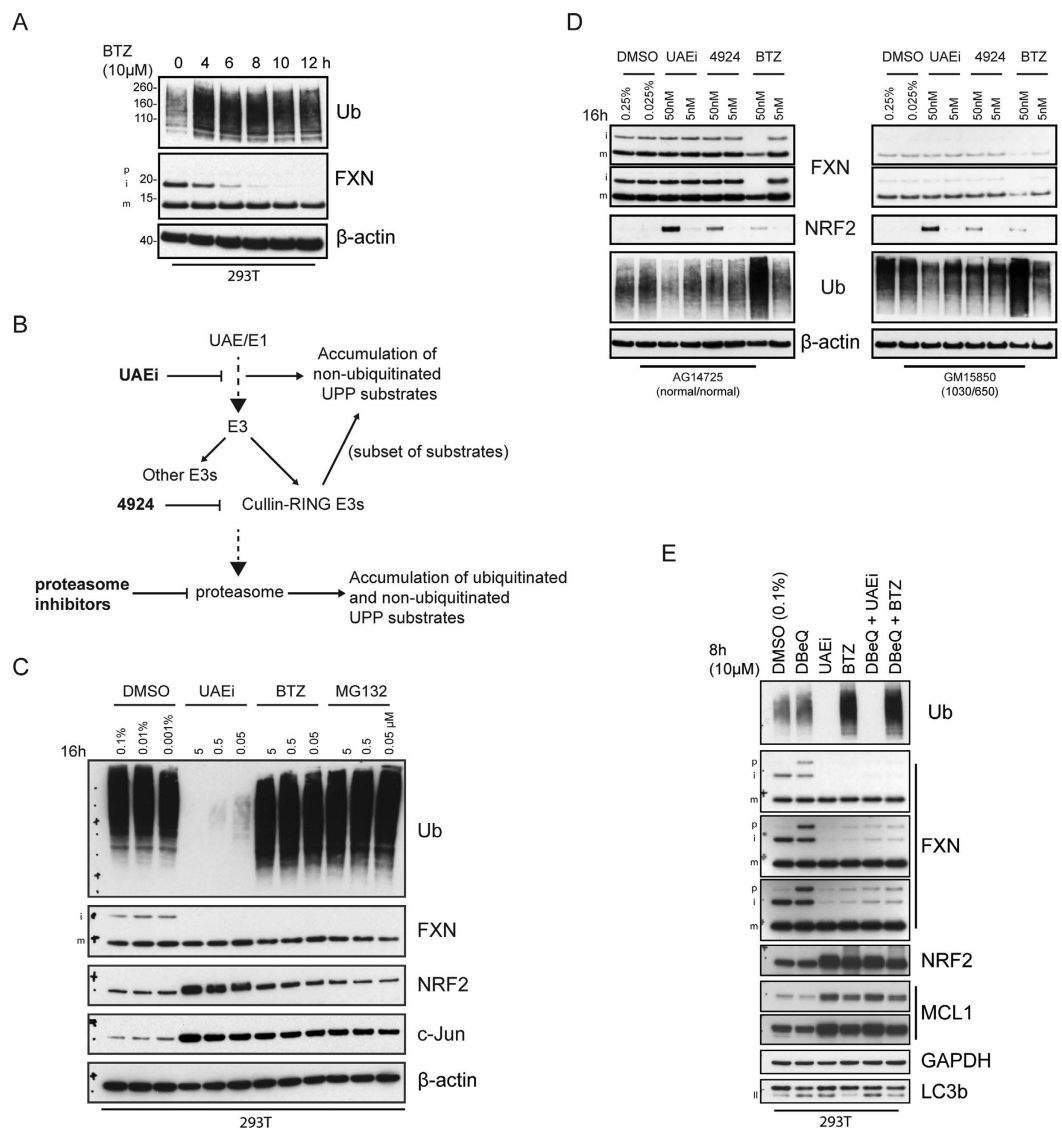 A
BTZ
(10μM)
0 4 6 8 10 12 h
260-
160-
110-
Ub
p
i
m
20-
15-
FXN
40-
β-actin
293T
B
UAE/E1
UAEi
Accumulation of
non-ubiquitinated
UPP substrates
E3
(subset of substrates)
Other E3s
4924
Cullin-RING E3s
proteasome
inhibitors
proteasome
Accumulation of ubiquitinated
and non-ubiquitinated
UPP substrates
C
DMSO UAEi BTZ MG132
16h
0.1% 0.01% 0.001% 5 0.5 0.05 5 0.5 0.05 5 0.5 0.05 μM
Ub
i
m
FXN
NRF2
c-Jun
β-actin
293T
D
DMSO UAEi 4924 BTZ
DMSO UAEi 4924 BTZ
16h
0.25% 0.025% 50nM 5nM 50nM 5nM 50nM 5nM
0.25% 0.025% 50nM 5nM 50nM 5nM 50nM 5nM
i
m
i
m
FXN
NRF2
Ub
β-actin
AG14725
(normal/normal)
GM15850
(1030/650)
E
8h
(10μM)
DMSO (0.1%)
DBeQ
UAEi
BTZ
DBeQ + UAEi
DBeQ + BTZ
Ub
p
i
m
p
i
m
p
i
m
FXN
NRF2
MCL1
GAPDH
II
LC3b
293T